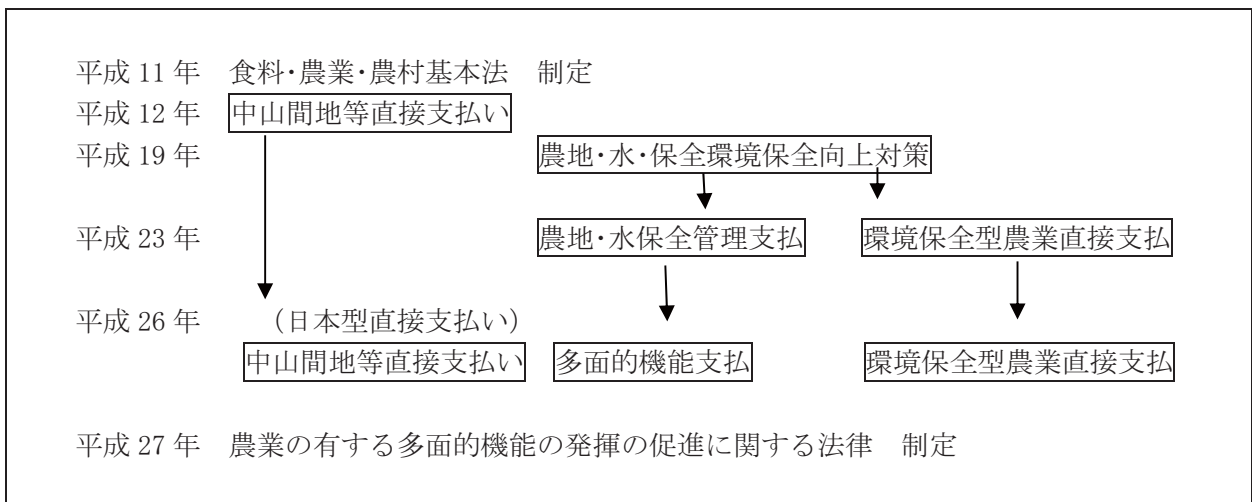 平成 11 年　食料・農業・農村基本法　制定
平成 12 年　中山間地等直接支払い
平成 19 年　農地・水・保全環境保全向上対策
平成 23 年　農地・水保全管理支払　環境保全型農業直接支払
平成 26 年　（日本型直接支払い）
中山間地等直接支払い　多面的機能支払　環境保全型農業直接支払
平成 27 年　農業の有する多面的機能の発揮の促進に関する法律　制定